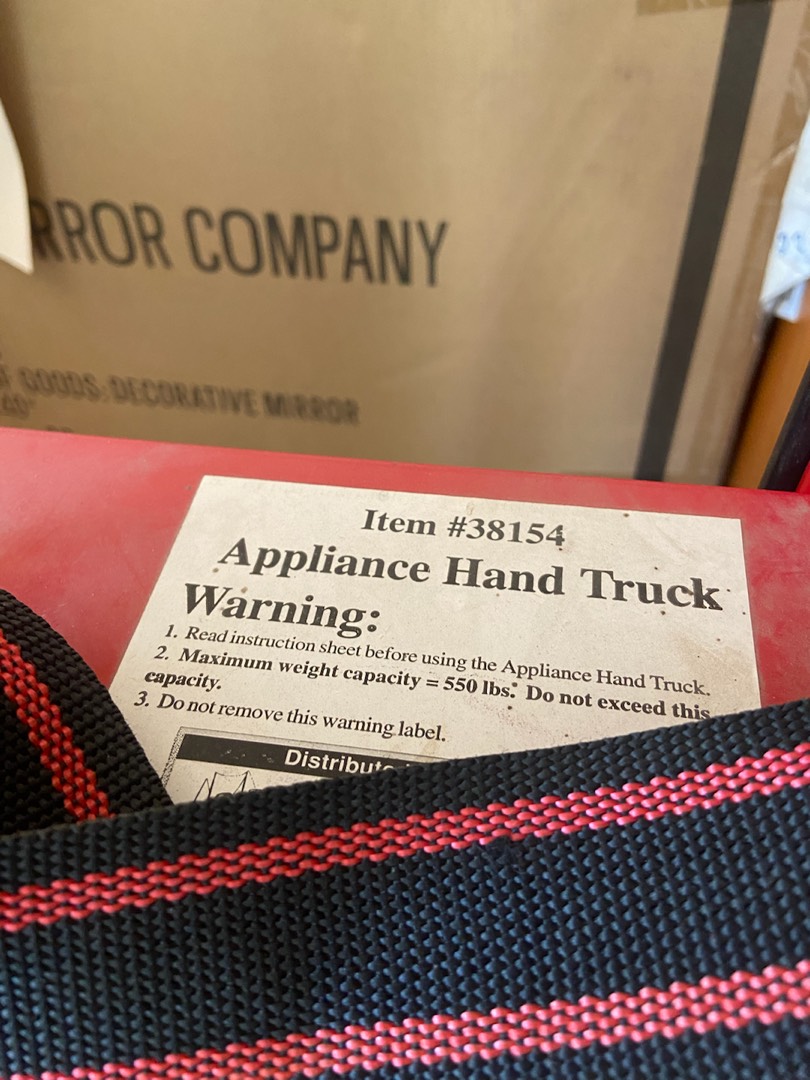 RROR COMPANY
GOODS: DECORATIVE MIRROR
Item #38154
Appliance Hand Truck
Warning:
1. Read instruction sheet before using the Appliance Hand Truck.
2. Maximum weight capacity = 550 lbs. Do not exceed this
capacity.
3. Do not remove this warning label.
Distribut